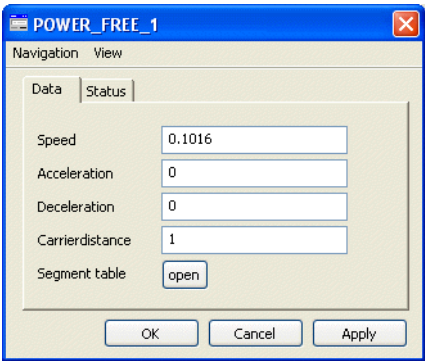 POWER_FREE_1
Navigation View
Data Status
Speed 0.1016
Acceleration 0
Deceleration 0
Carrierdistance 1
Segment table open
OK Cancel Apply